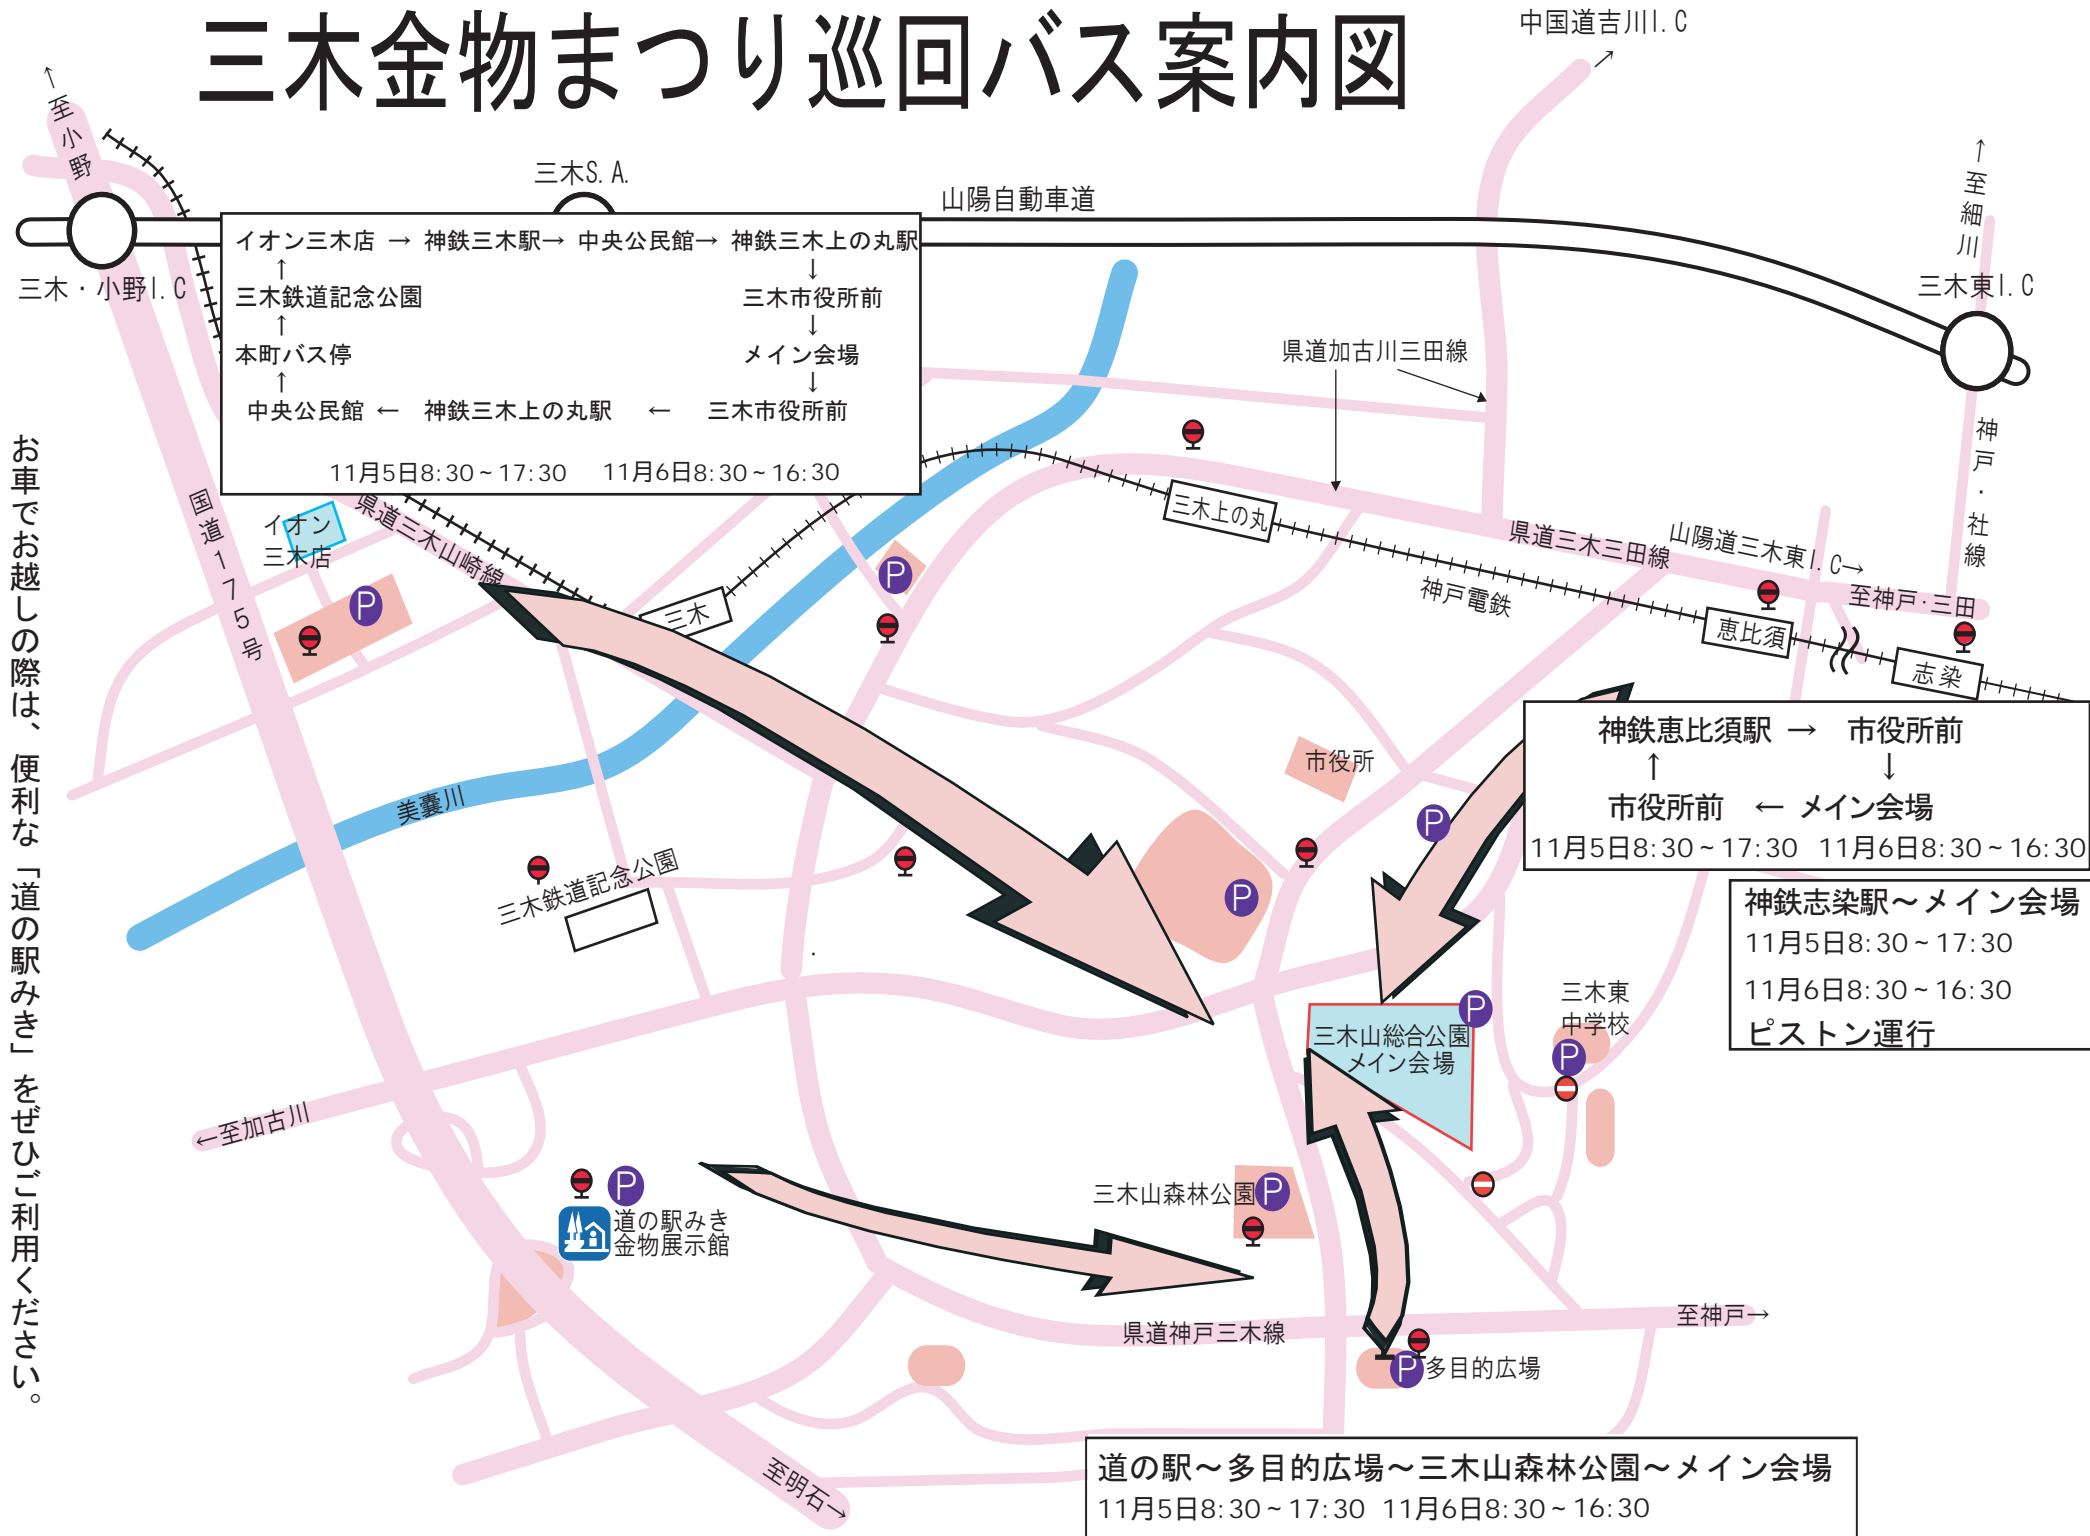 三木金物まつり巡回バス案内図
中国道吉川I.C
↗
←至小野
三木S.A.
山陽自動車道
←至細川
三木・小野I.C
三木東I.C
イオン三木店 → 神鉄三木駅→ 中央公民館→ 神鉄三木上の丸駅
↑ ↓
三木鉄道記念公園 三木市役所前
↑ ↓
本町バス停 メイン会場
↑ ↓
中央公民館 ← 神鉄三木上の丸駅 ← 三木市役所前
11月5日8:30~17:30 11月6日8:30~16:30
県道加古川三田線
神戸・社線
お車でお越しの際は、便利な「道の駅みき」をぜひご利用ください。
国道175号
イオン
三木店
県道三木山崎線
三木上の丸
県道三木三田線
山陽道三木東I.C→
神戸電鉄
至神戸・三田
P
P
三木
恵比須
志染
神鉄恵比須駅 → 市役所前
↑ ↓
市役所前 ← メイン会場
11月5日8:30~17:30 11月6日8:30~16:30
市役所
美嚢川
P
三木鉄道記念公園
P
神鉄志染駅～メイン会場
11月5日8:30~17:30
11月6日8:30~16:30
ピストン運行
三木東
中学校
P
P
三木山総合公園
メイン会場
←至加古川
P
道の駅みき
金物展示館
三木山森林公園
P
県道神戸三木線
至神戸→
P
多目的広場
至明石→
道の駅～多目的広場～三木山森林公園～メイン会場
11月5日8:30~17:30 11月6日8:30~16:30